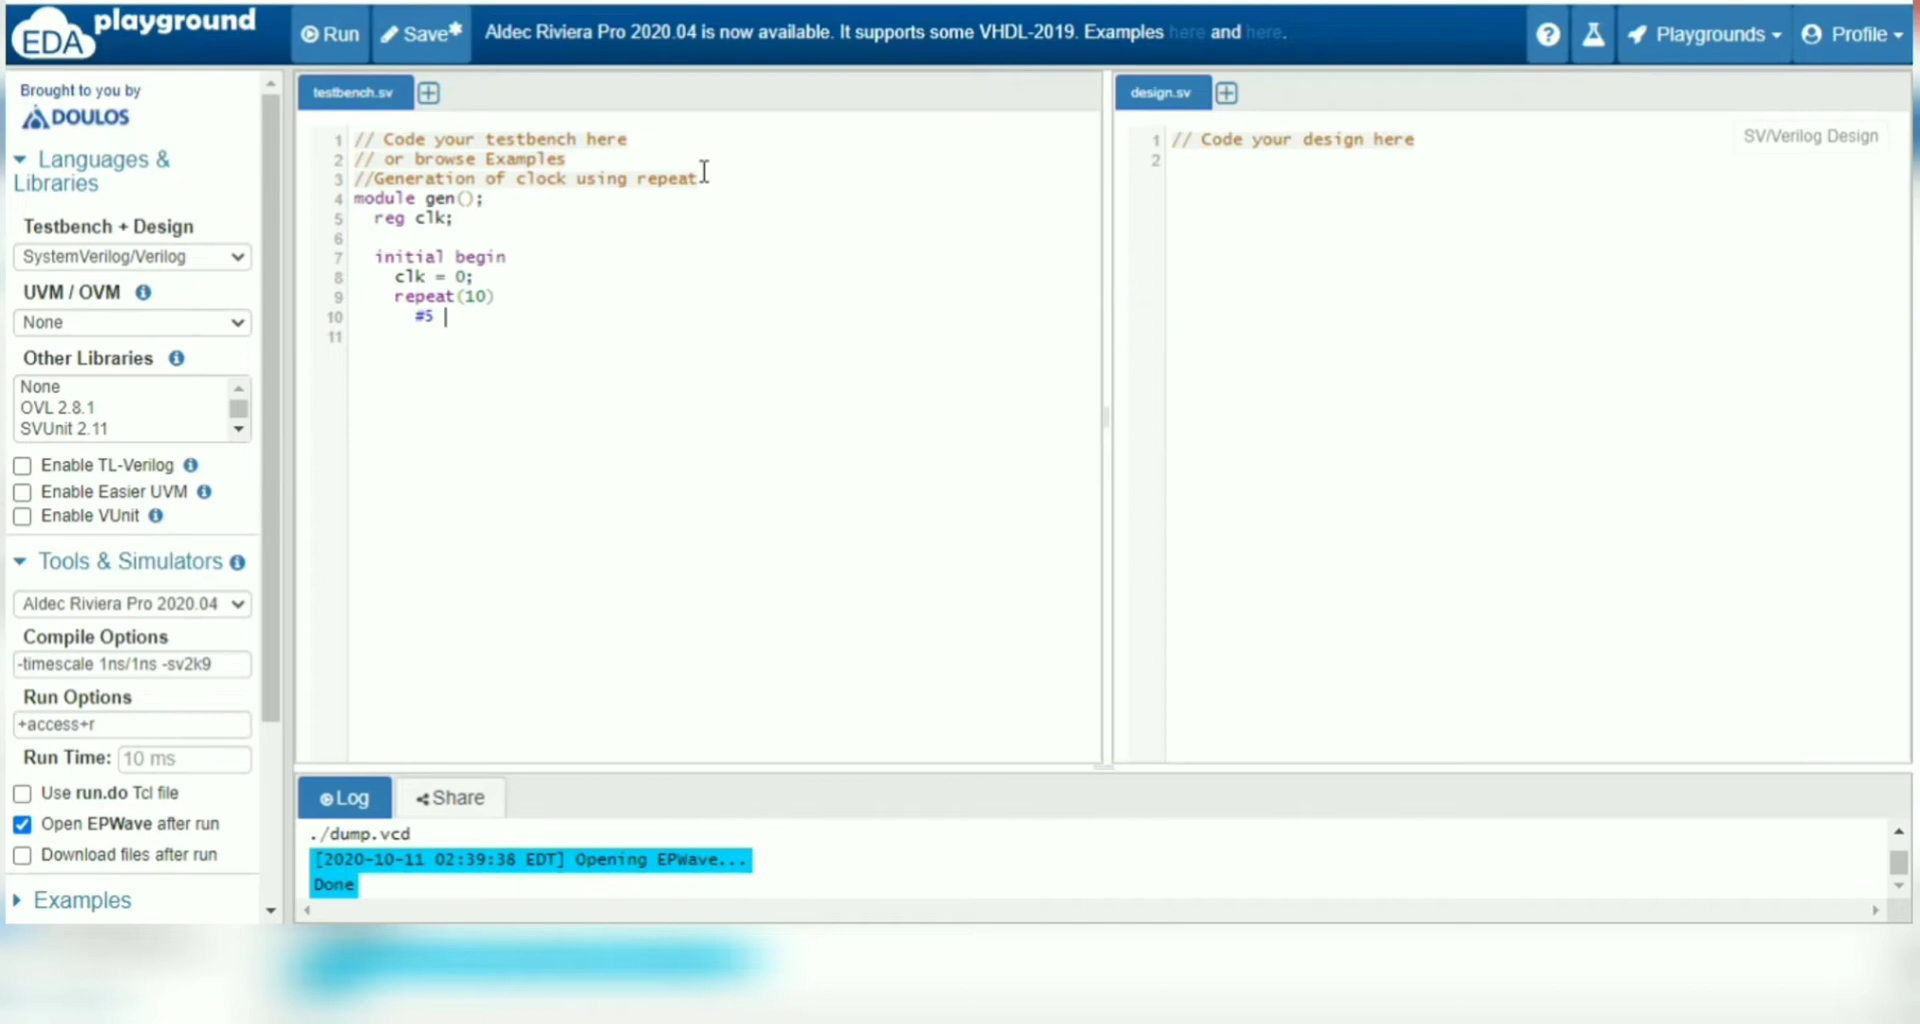 EDA playground
Run
Save*
Aldec Riviera Pro 2020.04 is now available. It supports some VHDL-2019. Examples here and here.
Playgrounds
Profile
Brought to you by
DOULOS
Languages &
Libraries
Testbench + Design
SystemVerilog/Verilog
UVM / OVM
None
Other Libraries
None
OVL 2.8.1
SVUnit 2.11
Enable TL-Verilog
Enable Easier UVM
Enable VUnit
Tools & Simulators
Aldec Riviera Pro 2020.04
Compile Options
-timescale 1ns/1ns -sv2k9
Run Options
+access+r
Run Time: 10 ms
Use run.do Tcl file
Open EPWave after run
Download files after run
Examples
testbench.sv
1 // Code your testbench here
2 // or browse Examples
3 //Generation of clock using repeat
4 module gen();
5 reg clk;
6
7 initial begin
8 clk = 0;
9 repeat(10)
10 #5
11
design.sv
1 // Code your design here
2
SV/Verilog Design
Log
Share
./dump.vcd
[2020-10-11 02:39:38 EDT] Opening EPWave...
Done